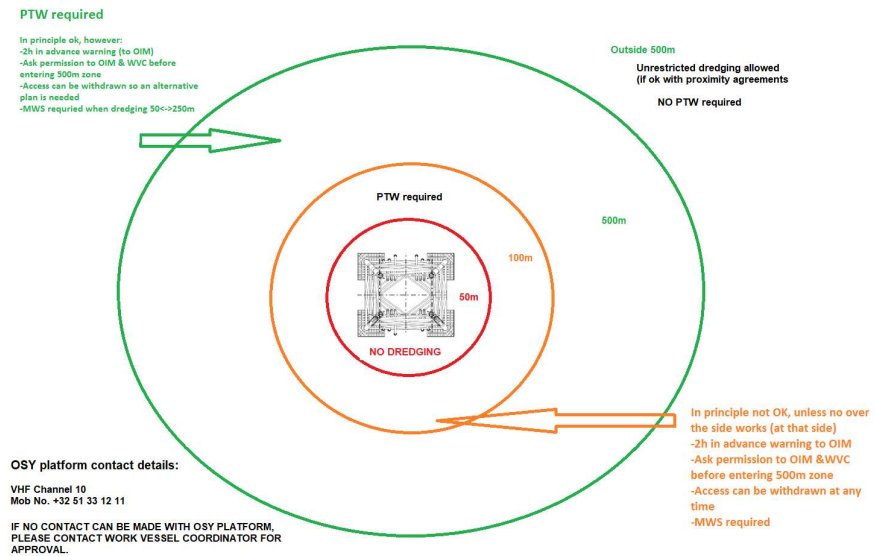 PTW required
In principle ok, however:
-2h in advance warning (to OIM)
-Ask permission to OIM & WVC before
entering 500m zone
-Access can be withdrawn so an alternative
plan is needed
-MWS requried when dredging 50<->250m
Outside 500m
Unrestricted dredging allowed
(if ok with proximity agreements
NO PTW required
PTW required
500m
100m
50m
NO DREDGING
In principle not OK, unless no over
the side works (at that side)
-2h in advance warning to OIM
-Ask permission to OIM &WVC
before entering 500m zone
-Access can be withdrawn at any
time
-MWS required
OSY platform contact details:
VHF Channel 10
Mob No. +32 51 33 12 11
IF NO CONTACT CAN BE MADE WITH OSY PLATFORM,
PLEASE CONTACT WORK VESSEL COORDINATOR FOR
APPROVAL.